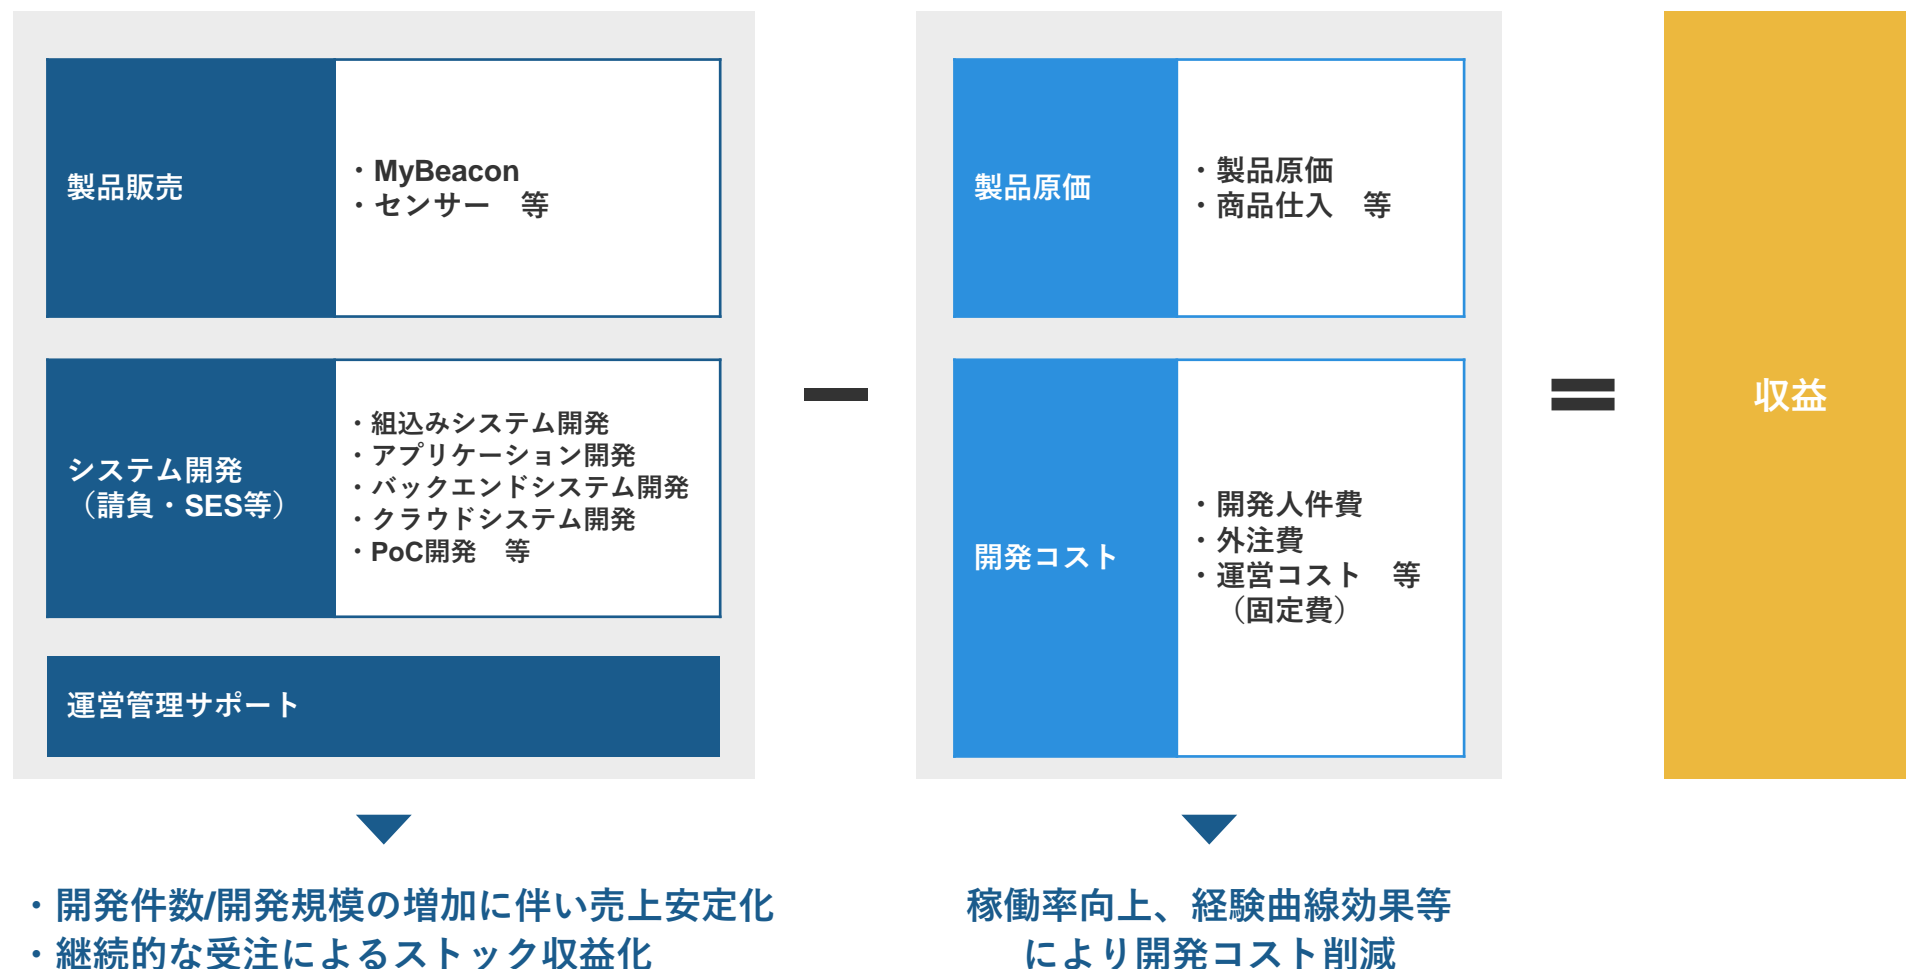 製品販売
・MyBeacon
・センサー　等
システム開発
（請負・SES等）
・組込みシステム開発
・アプリケーション開発
・バックエンドシステム開発
・クラウドシステム開発
・PoC開発　等
運営管理サポート
製品原価
・製品原価
・商品仕入　等
開発コスト
・開発人件費
・外注費
・運営コスト　等
（固定費）
収益
・開発件数/開発規模の増加に伴い売上安定化
・継続的な受注によるストック収益化
稼働率向上、経験曲線効果等
により開発コスト削減